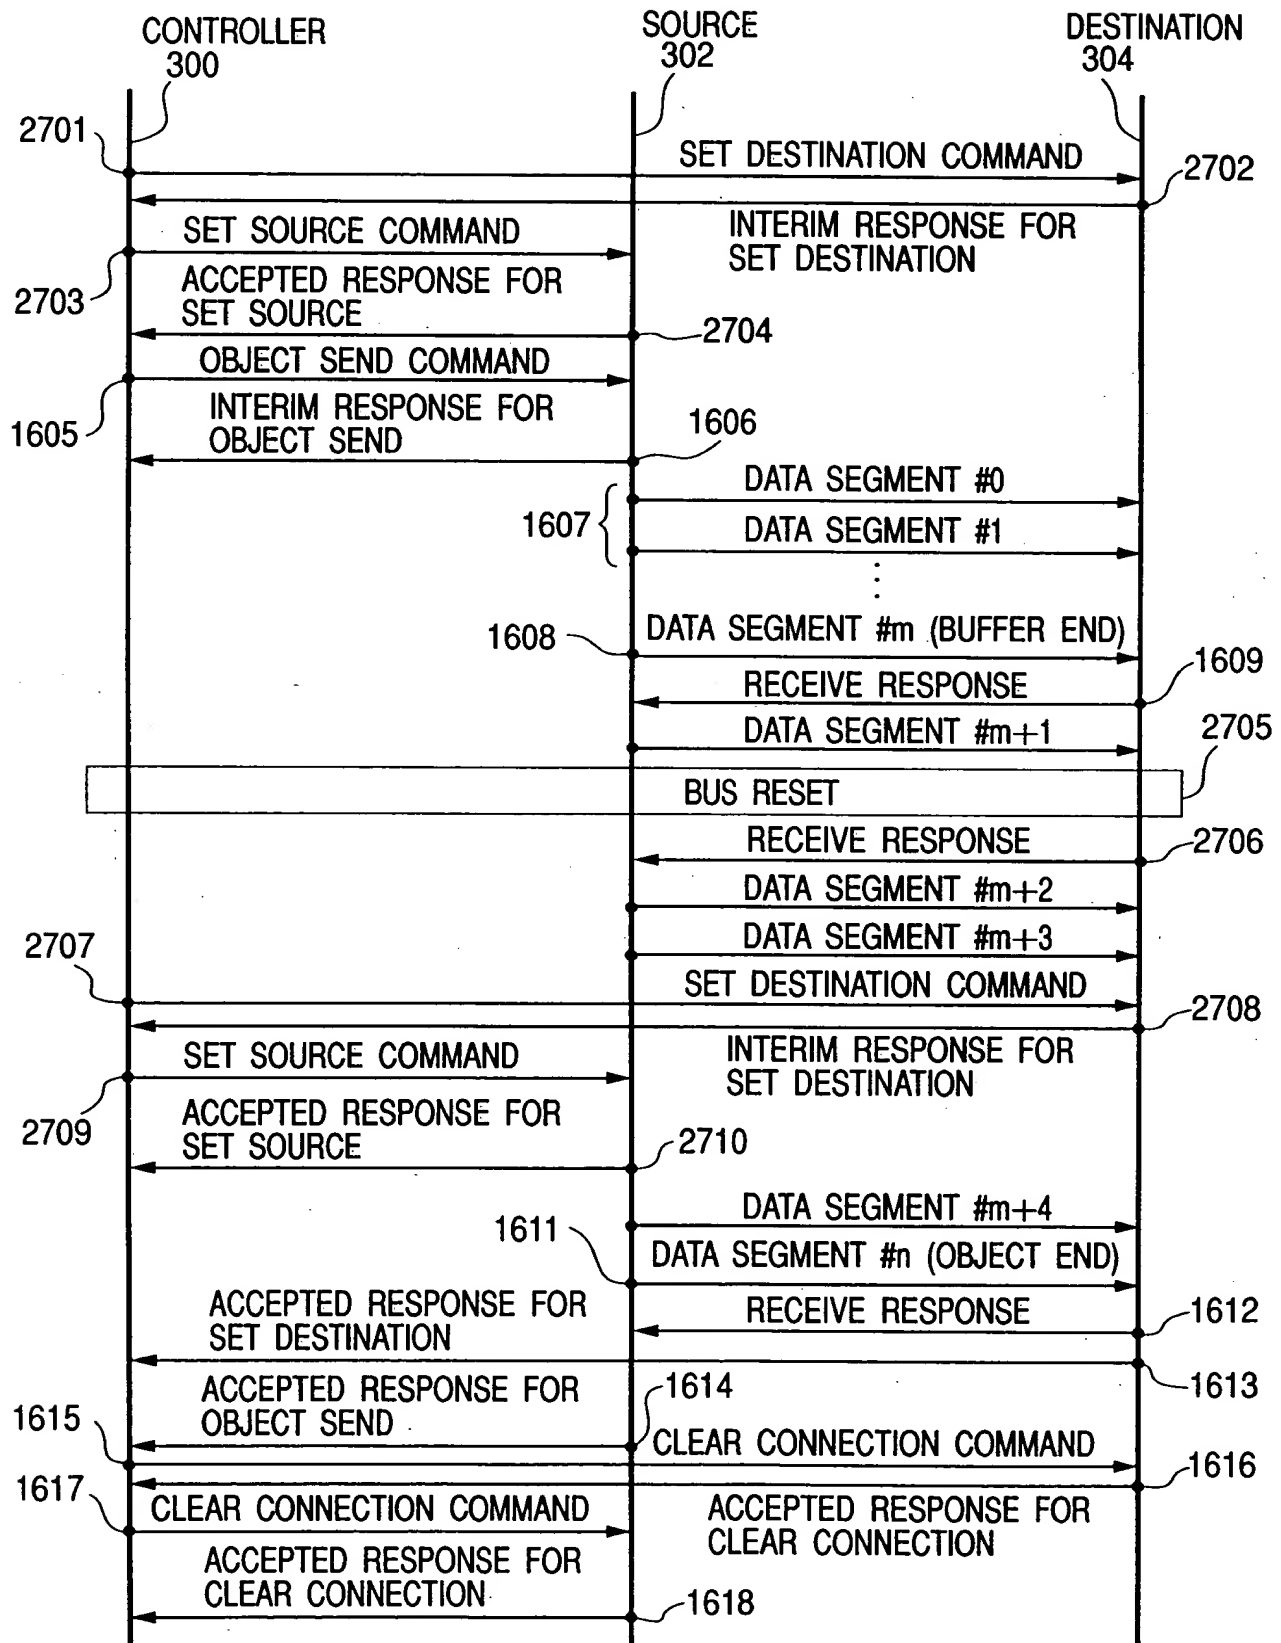 CONTROLLER
300
SOURCE
302
DESTINATION
304
2701
SET DESTINATION COMMAND
2702
SET SOURCE COMMAND
INTERIM RESPONSE FOR
SET DESTINATION
2703
ACCEPTED RESPONSE FOR
SET SOURCE
2704
OBJECT SEND COMMAND
1605
INTERIM RESPONSE FOR
OBJECT SEND
1606
DATA SEGMENT #0
1607
DATA SEGMENT #1
1608
DATA SEGMENT #m (BUFFER END)
RECEIVE RESPONSE
1609
DATA SEGMENT #m+1
2705
BUS RESET
RECEIVE RESPONSE
2706
DATA SEGMENT #m+2
DATA SEGMENT #m+3
2707
SET DESTINATION COMMAND
2708
SET SOURCE COMMAND
INTERIM RESPONSE FOR
SET DESTINATION
2709
ACCEPTED RESPONSE FOR
SET SOURCE
2710
DATA SEGMENT #m+4
1611
DATA SEGMENT #n (OBJECT END)
ACCEPTED RESPONSE FOR
SET DESTINATION
RECEIVE RESPONSE
1612
1613
ACCEPTED RESPONSE FOR
OBJECT SEND
1614
1615
CLEAR CONNECTION COMMAND
1616
1617
CLEAR CONNECTION COMMAND
ACCEPTED RESPONSE FOR
CLEAR CONNECTION
ACCEPTED RESPONSE FOR
CLEAR CONNECTION
1618